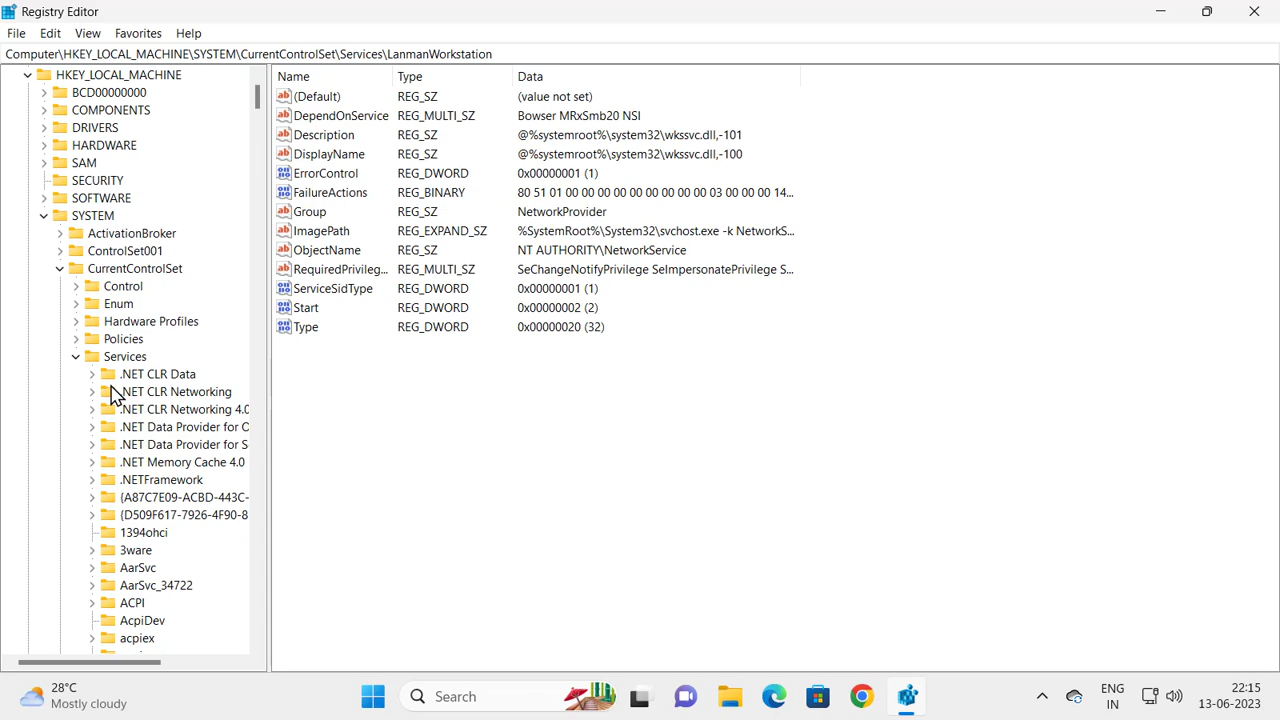 Registry Editor
File Edit View Favorites Help
Computer\HKEY_LOCAL_MACHINE\SYSTEM\CurrentControlSet\Services\LanmanWorkstation
HKEY_LOCAL_MACHINE
BCD00000000
COMPONENTS
DRIVERS
HARDWARE
SAM
SECURITY
SOFTWARE
SYSTEM
ActivationBroker
ControlSet001
CurrentControlSet
Control
Enum
Hardware Profiles
Policies
Services
.NET CLR Data
.NET CLR Networking
.NET CLR Networking 4.0
.NET Data Provider for O
.NET Data Provider for S
.NET Memory Cache 4.0
.NETFramework
{A87C7E09-ACBD-443C-
{D509F617-7926-4F90-8
1394ohci
3ware
AarSvc
AarSvc_34722
ACPI
AcpiDev
acpiex
Name Type Data
(Default) REG_SZ (value not set)
DependOnService REG_MULTI_SZ Bowser MRxSmb20 NSI
Description REG_SZ @%systemroot%\system32\wkssvc.dll,-101
DisplayName REG_SZ @%systemroot%\system32\wkssvc.dll,-100
ErrorControl REG_DWORD 0x00000001 (1)
FailureActions REG_BINARY 80 51 01 00 00 00 00 00 00 00 00 00 03 00 00 00 14...
Group REG_SZ NetworkProvider
ImagePath REG_EXPAND_SZ %SystemRoot%\System32\svchost.exe -k NetworkS...
ObjectName REG_SZ NT AUTHORITY\NetworkService
RequiredPrivileg... REG_MULTI_SZ SeChangeNotifyPrivilege SeImpersonatePrivilege S...
ServiceSidType REG_DWORD 0x00000001 (1)
Start REG_DWORD 0x00000002 (2)
Type REG_DWORD 0x00000020 (32)
28°C
Mostly cloudy
Search
ENG
IN
22:15
13-06-2023